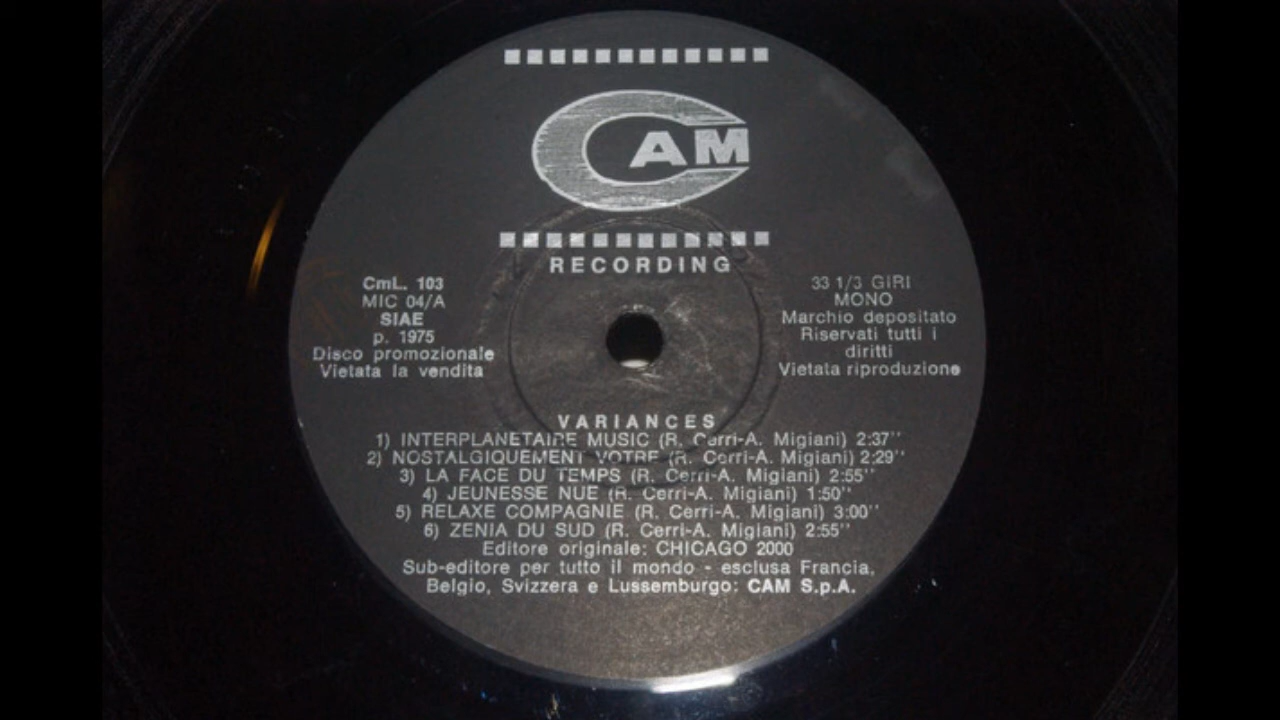 CAM
RECORDING
CmL. 103
MIC 04/A
SIAE
p. 1975
Disco promozionale
Vietata la vendita
33 1/3 GIRI
MONO
Marchio depositato
Riservati tutti i
diritti
Vietata riproduzione
VARIANCES
1) INTERPLANETAIRE MUSIC (R. Cerri-A. Migiani) 2:37''
2) NOSTALGIQUEMENT VOTRE (R. Cerri-A. Migiani) 2:29''
3) LA FACE DU TEMPS (R. Cerri-A. Migiani) 2:55''
4) JEUNESSE NUE (R. Cerri-A. Migiani) 1:50''
5) RELAXE COMPAGNIE (R. Cerri-A. Migiani) 3:00''
6) ZENIA DU SUD (R. Cerri-A. Migiani) 2:55''
Editore originale: CHICAGO 2000
Sub-editore per tutto il mondo - esclusa Francia,
Belgio, Svizzera e Lussemburgo: CAM S.p.A.